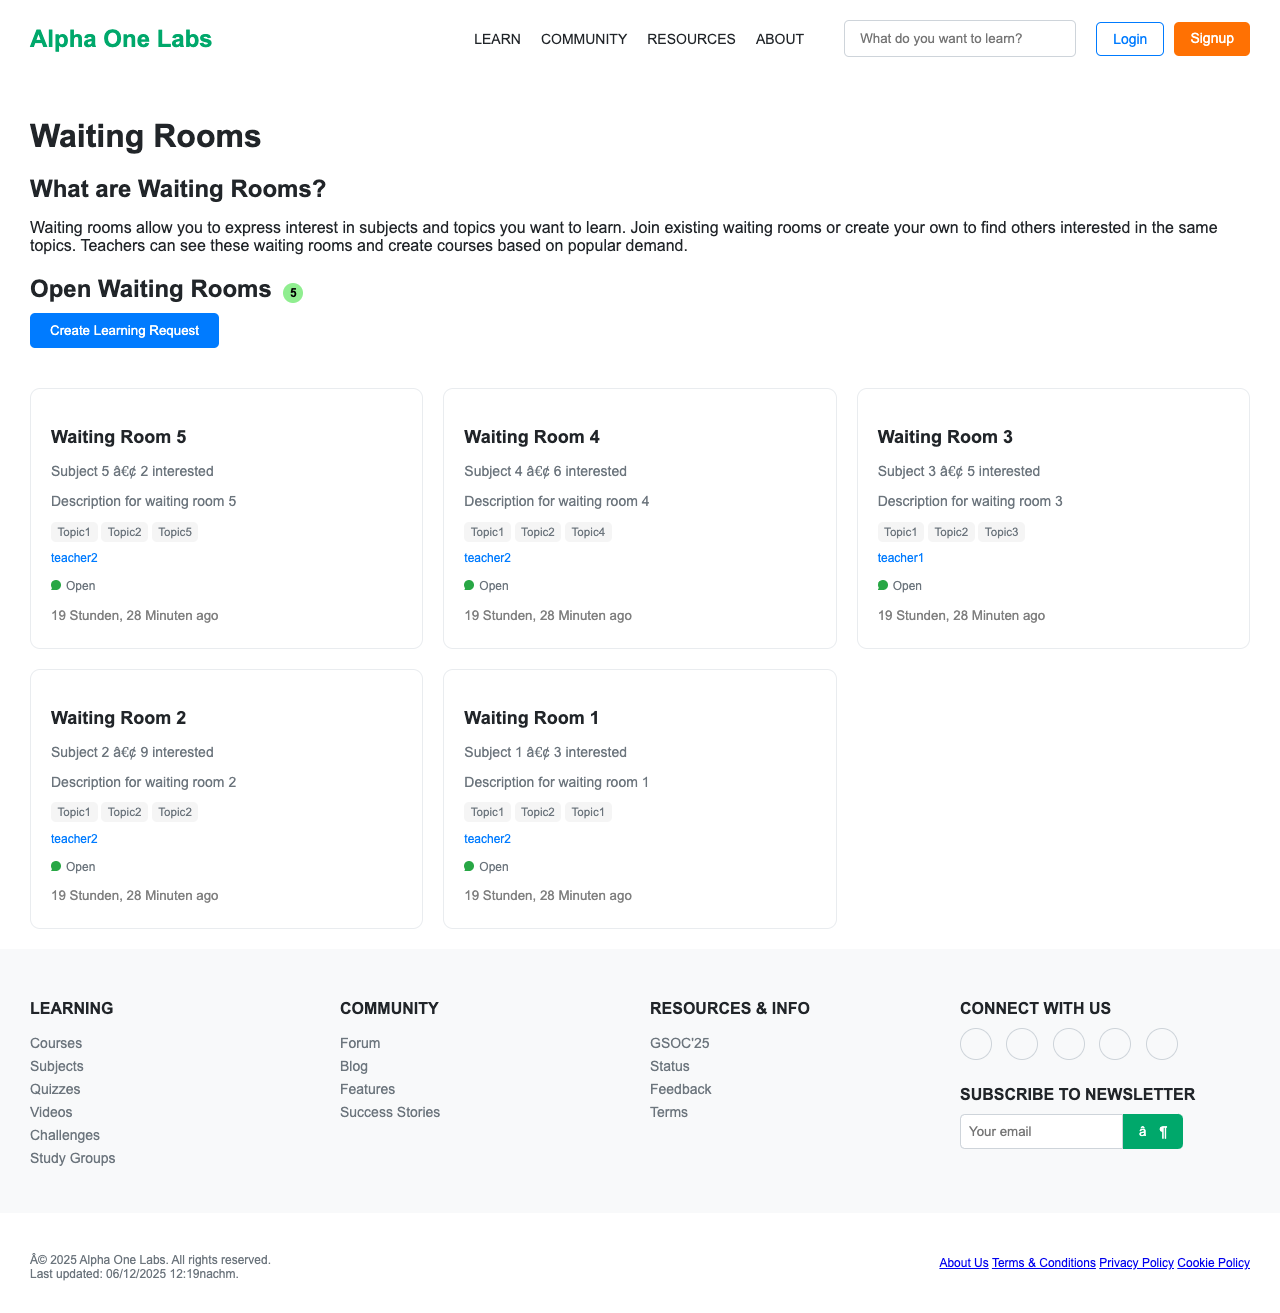 Alpha One Labs
LEARN COMMUNITY RESOURCES ABOUT What do you want to learn? Login Signup
Waiting Rooms
What are Waiting Rooms?
Waiting rooms allow you to express interest in subjects and topics you want to learn. Join existing waiting rooms or create your own to find others interested in the same
topics. Teachers can see these waiting rooms and create courses based on popular demand.
Open Waiting Rooms 5
Create Learning Request
Waiting Room 5
Subject 5 â€¢ 2 interested
Description for waiting room 5
Topic1 Topic2 Topic5
teacher2
Open
19 Stunden, 28 Minuten ago
Waiting Room 4
Subject 4 â€¢ 6 interested
Description for waiting room 4
Topic1 Topic2 Topic4
teacher2
Open
19 Stunden, 28 Minuten ago
Waiting Room 3
Subject 3 â€¢ 5 interested
Description for waiting room 3
Topic1 Topic2 Topic3
teacher1
Open
19 Stunden, 28 Minuten ago
Waiting Room 2
Subject 2 â€¢ 9 interested
Description for waiting room 2
Topic1 Topic2 Topic2
teacher2
Open
19 Stunden, 28 Minuten ago
Waiting Room 1
Subject 1 â€¢ 3 interested
Description for waiting room 1
Topic1 Topic2 Topic1
teacher2
Open
19 Stunden, 28 Minuten ago
LEARNING
Courses
Subjects
Quizzes
Videos
Challenges
Study Groups
COMMUNITY
Forum
Blog
Features
Success Stories
RESOURCES & INFO
GSOC'25
Status
Feedback
Terms
CONNECT WITH US
SUBSCRIBE TO NEWSLETTER
Your email â ¶
Â© 2025 Alpha One Labs. All rights reserved.
Last updated: 06/12/2025 12:19nachm.
About Us Terms & Conditions Privacy Policy Cookie Policy